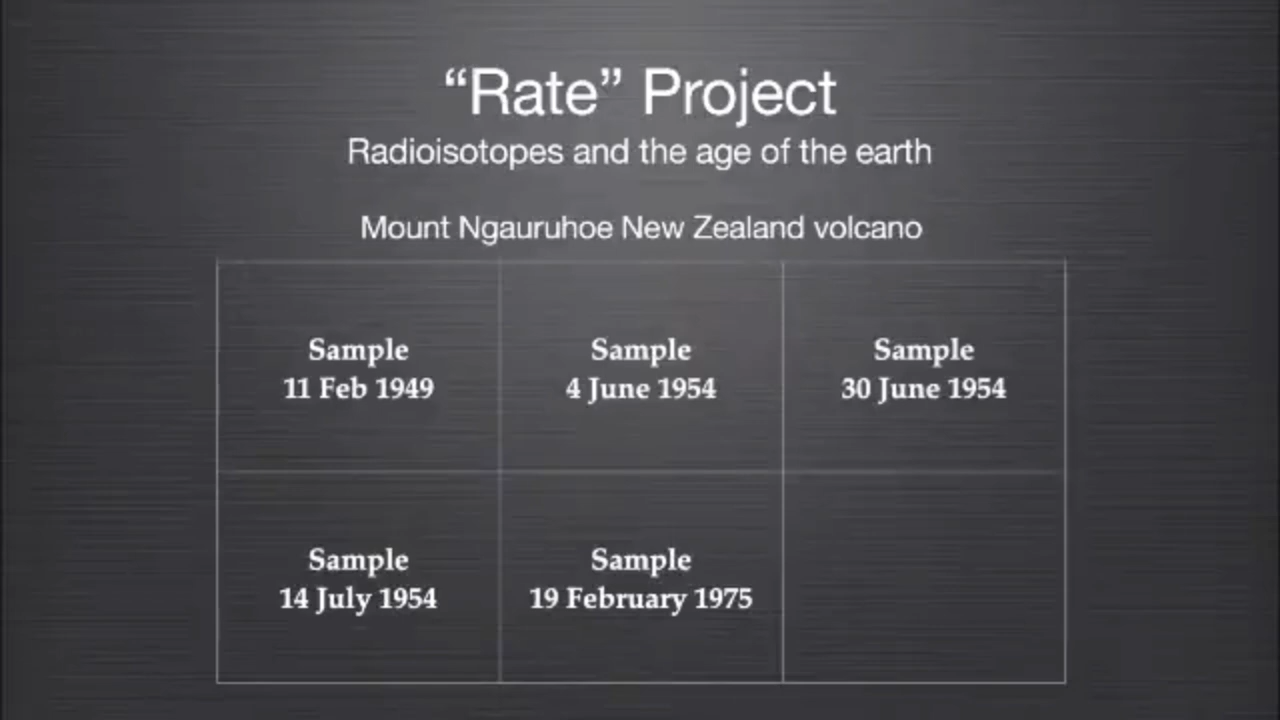 “Rate” Project
Radioisotopes and the age of the earth
Mount Ngauruhoe New Zealand volcano
Sample
11 Feb 1949
Sample
4 June 1954
Sample
30 June 1954
Sample
14 July 1954
Sample
19 February 1975